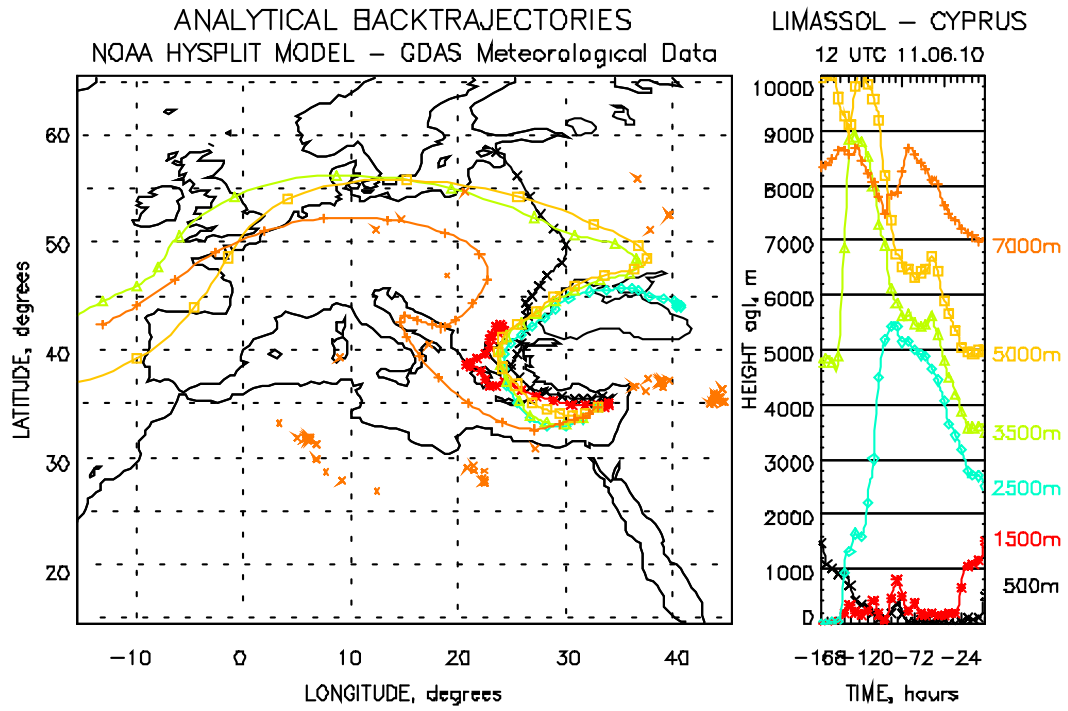 ANALYTICAL BACKTRAJECTORIES
NOAA HYSPLIT MODEL – GDAS Meteorological Data
LIMASSOL – CYPRUS
12 UTC 11.06.10
60
50
40
30
20
LATITUDE, degrees
-10 0 10 20 30 40
LONGITUDE, degrees
10000
9000
8000
7000
6000
5000
4000
3000
2000
1000
0
HEIGHT agl, m
-168 -120 -72 -24
TIME, hours
7000m
5000m
3500m
2500m
1500m
500m